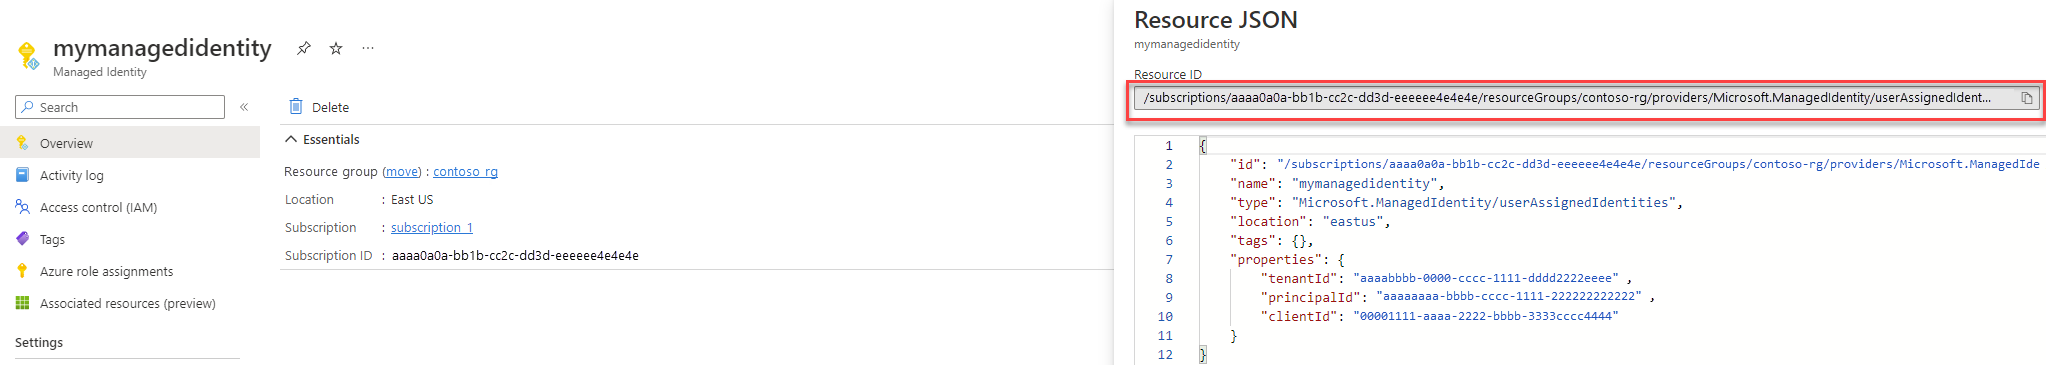 mymanagedidentity
Managed Identity
Search
Overview
Activity log
Access control (IAM)
Tags
Azure role assignments
Associated resources (preview)
Settings
Delete
Essentials
Resource group (move) : contoso_rg
Location : East US
Subscription : subscription_1
Subscription ID : aaaa0a0a-bb1b-cc2c-dd3d-eeeeee4e4e4e
Resource JSON
mymanagedidentity
Resource ID
/subscriptions/aaaa0a0a-bb1b-cc2c-dd3d-eeeeee4e4e4e/resourceGroups/contoso-rg/providers/Microsoft.ManagedIdentity/userAssignedIdent...
1 {
2 "id": "/subscriptions/aaaa0a0a-bb1b-cc2c-dd3d-eeeeee4e4e4e/resourceGroups/contoso-rg/providers/Microsoft.ManagedIde
3 "name": "mymanagedidentity",
4 "type": "Microsoft.ManagedIdentity/userAssignedIdentities",
5 "location": "eastus",
6 "tags": {},
7 "properties": {
8 "tenantId": "aaaabbbb-0000-cccc-1111-dddd2222eeee" ,
9 "principalId": "aaaaaaaa-bbbb-cccc-1111-222222222222" ,
10 "clientId": "00001111-aaaa-2222-bbbb-3333cccc4444"
11 }
12 }